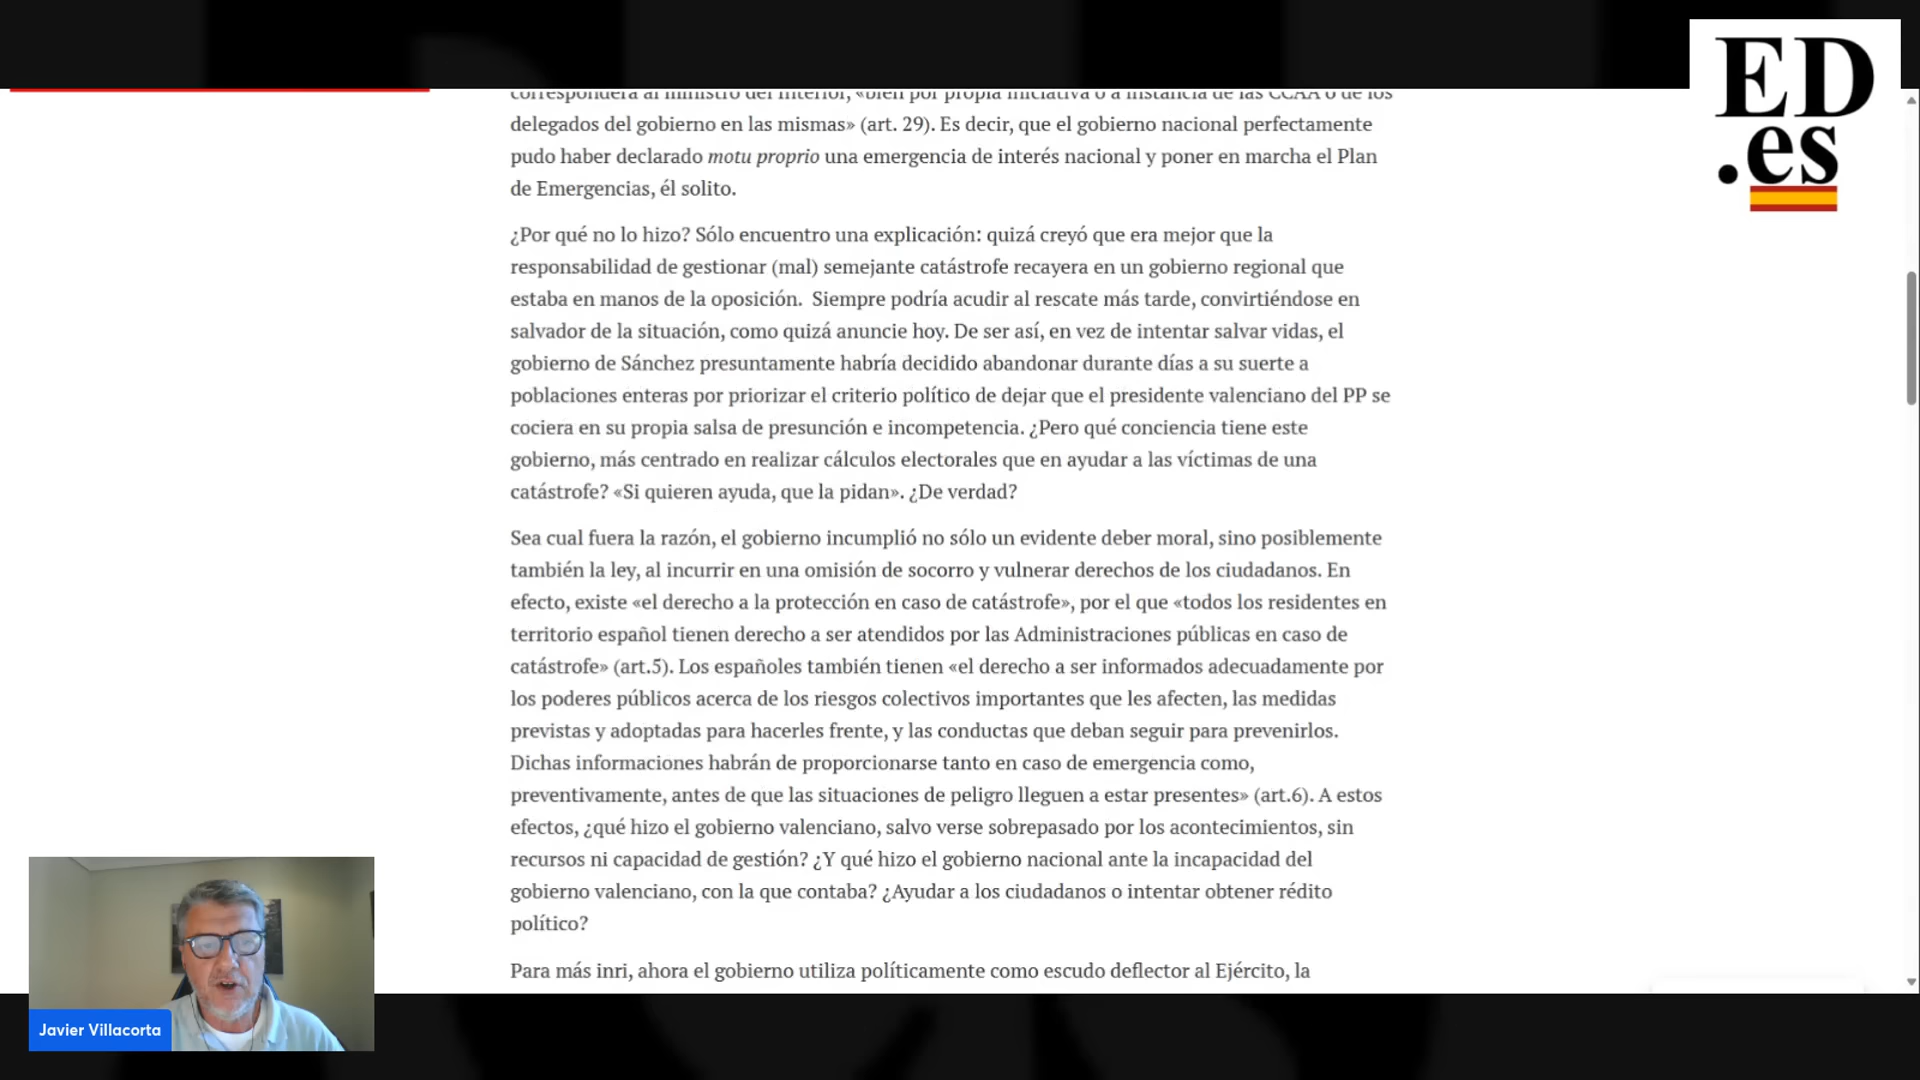 ED
.es
corresponderá al ministro del Interior, «bien por propia iniciativa o a instancia de las CCAA o de los
delegados del gobierno en las mismas» (art. 29). Es decir, que el gobierno nacional perfectamente
pudo haber declarado motu proprio una emergencia de interés nacional y poner en marcha el Plan
de Emergencias, él solito.
¿Por qué no lo hizo? Sólo encuentro una explicación: quizá creyó que era mejor que la
responsabilidad de gestionar (mal) semejante catástrofe recayera en un gobierno regional que
estaba en manos de la oposición. Siempre podría acudir al rescate más tarde, convirtiéndose en
salvador de la situación, como quizá anuncie hoy. De ser así, en vez de intentar salvar vidas, el
gobierno de Sánchez presuntamente habría decidido abandonar durante días a su suerte a
poblaciones enteras por priorizar el criterio político de dejar que el presidente valenciano del PP se
cociera en su propia salsa de presunción e incompetencia. ¿Pero qué conciencia tiene este
gobierno, más centrado en realizar cálculos electorales que en ayudar a las víctimas de una
catástrofe? «Si quieren ayuda, que la pidan». ¿De verdad?
Sea cual fuera la razón, el gobierno incumplió no sólo un evidente deber moral, sino posiblemente
también la ley, al incurrir en una omisión de socorro y vulnerar derechos de los ciudadanos. En
efecto, existe «el derecho a la protección en caso de catástrofe», por el que «todos los residentes en
territorio español tienen derecho a ser atendidos por las Administraciones públicas en caso de
catástrofe» (art.5). Los españoles también tienen «el derecho a ser informados adecuadamente por
los poderes públicos acerca de los riesgos colectivos importantes que les afecten, las medidas
previstas y adoptadas para hacerles frente, y las conductas que deban seguir para prevenirlos.
Dichas informaciones habrán de proporcionarse tanto en caso de emergencia como,
preventivamente, antes de que las situaciones de peligro lleguen a estar presentes» (art.6). A estos
efectos, ¿qué hizo el gobierno valenciano, salvo verse sobrepasado por los acontecimientos, sin
recursos ni capacidad de gestión? ¿Y qué hizo el gobierno nacional ante la incapacidad del
gobierno valenciano, con la que contaba? ¿Ayudar a los ciudadanos o intentar obtener rédito
político?
Para más inri, ahora el gobierno utiliza políticamente como escudo deflector al Ejército, la
Javier Villacorta